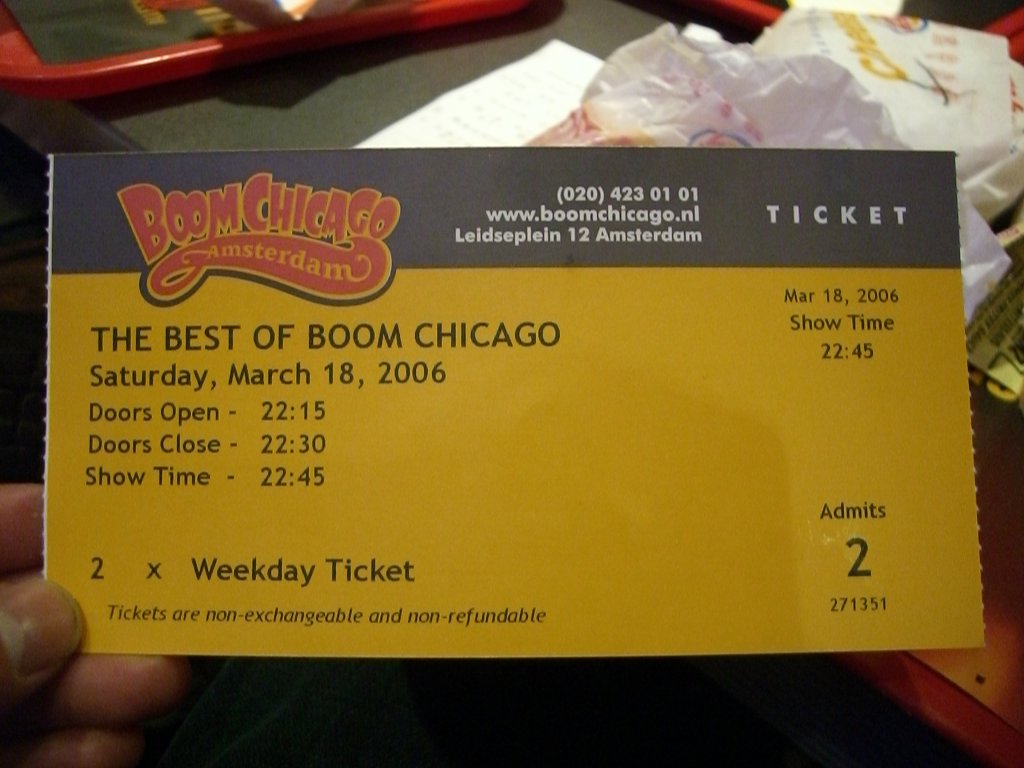 BOOM CHICAGO
Amsterdam
(020) 423 01 01
www.boomchicago.nl
Leidseplein 12 Amsterdam
TICKET
THE BEST OF BOOM CHICAGO
Saturday, March 18, 2006
Doors Open - 22:15
Doors Close - 22:30
Show Time - 22:45
2 x Weekday Ticket
Tickets are non-exchangeable and non-refundable
Mar 18, 2006
Show Time
22:45
Admits
2
271351